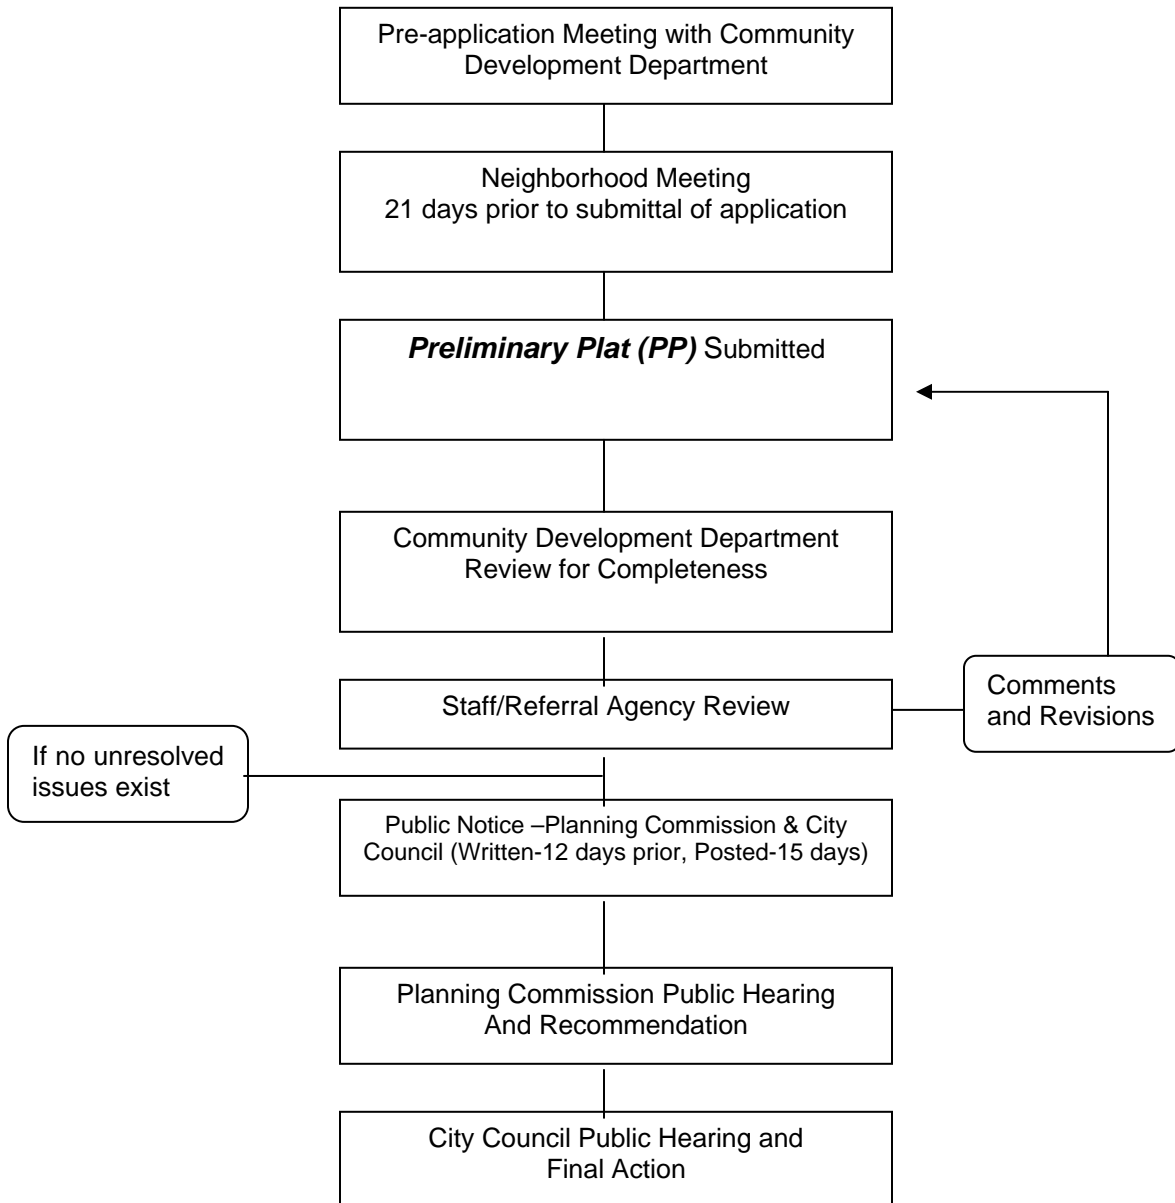 Pre-application Meeting with Community
Development Department
Neighborhood Meeting
21 days prior to submittal of application
Preliminary Plat (PP) Submitted
Community Development Department
Review for Completeness
Staff/Referral Agency Review
Comments
and Revisions
If no unresolved
issues exist
Public Notice –Planning Commission & City
Council (Written-12 days prior, Posted-15 days)
Planning Commission Public Hearing
And Recommendation
City Council Public Hearing and
Final Action